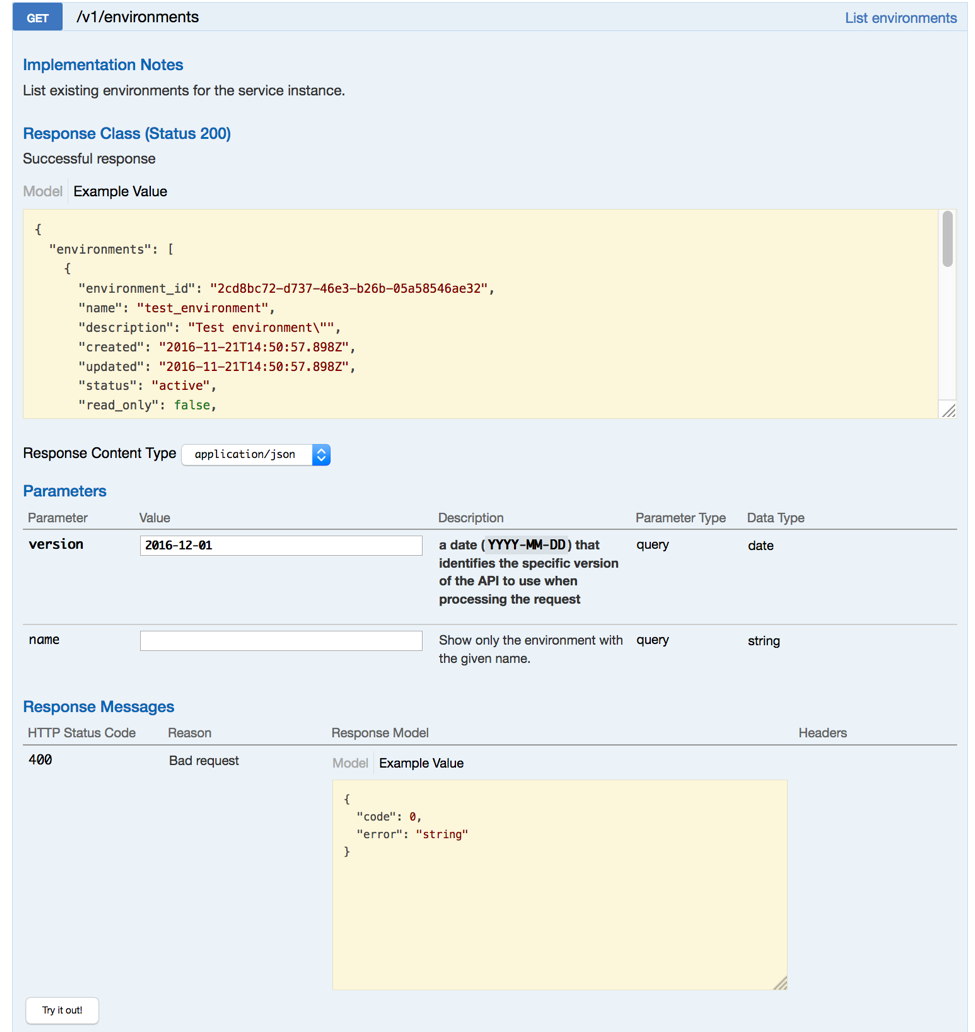 GET /v1/environments List environments
Implementation Notes
List existing environments for the service instance.
Response Class (Status 200)
Successful response
Model Example Value
{
"environments": [
{
"environment_id": "2cd8bc72-d737-46e3-b26b-05a58546ae32",
"name": "test_environment",
"description": "Test environment\"",
"created": "2016-11-21T14:50:57.898Z",
"updated": "2016-11-21T14:50:57.898Z",
"status": "active",
"read_only": false,
Response Content Type application/json
Parameters
Parameter Value Description Parameter Type Data Type
version 2016-12-01 a date (YYYY-MM-DD) that query date
identifies the specific version
of the API to use when
processing the request
name Show only the environment with query string
the given name.
Response Messages
HTTP Status Code Reason Response Model Headers
400 Bad request Model Example Value
{
"code": 0,
"error": "string"
}
Try it out!